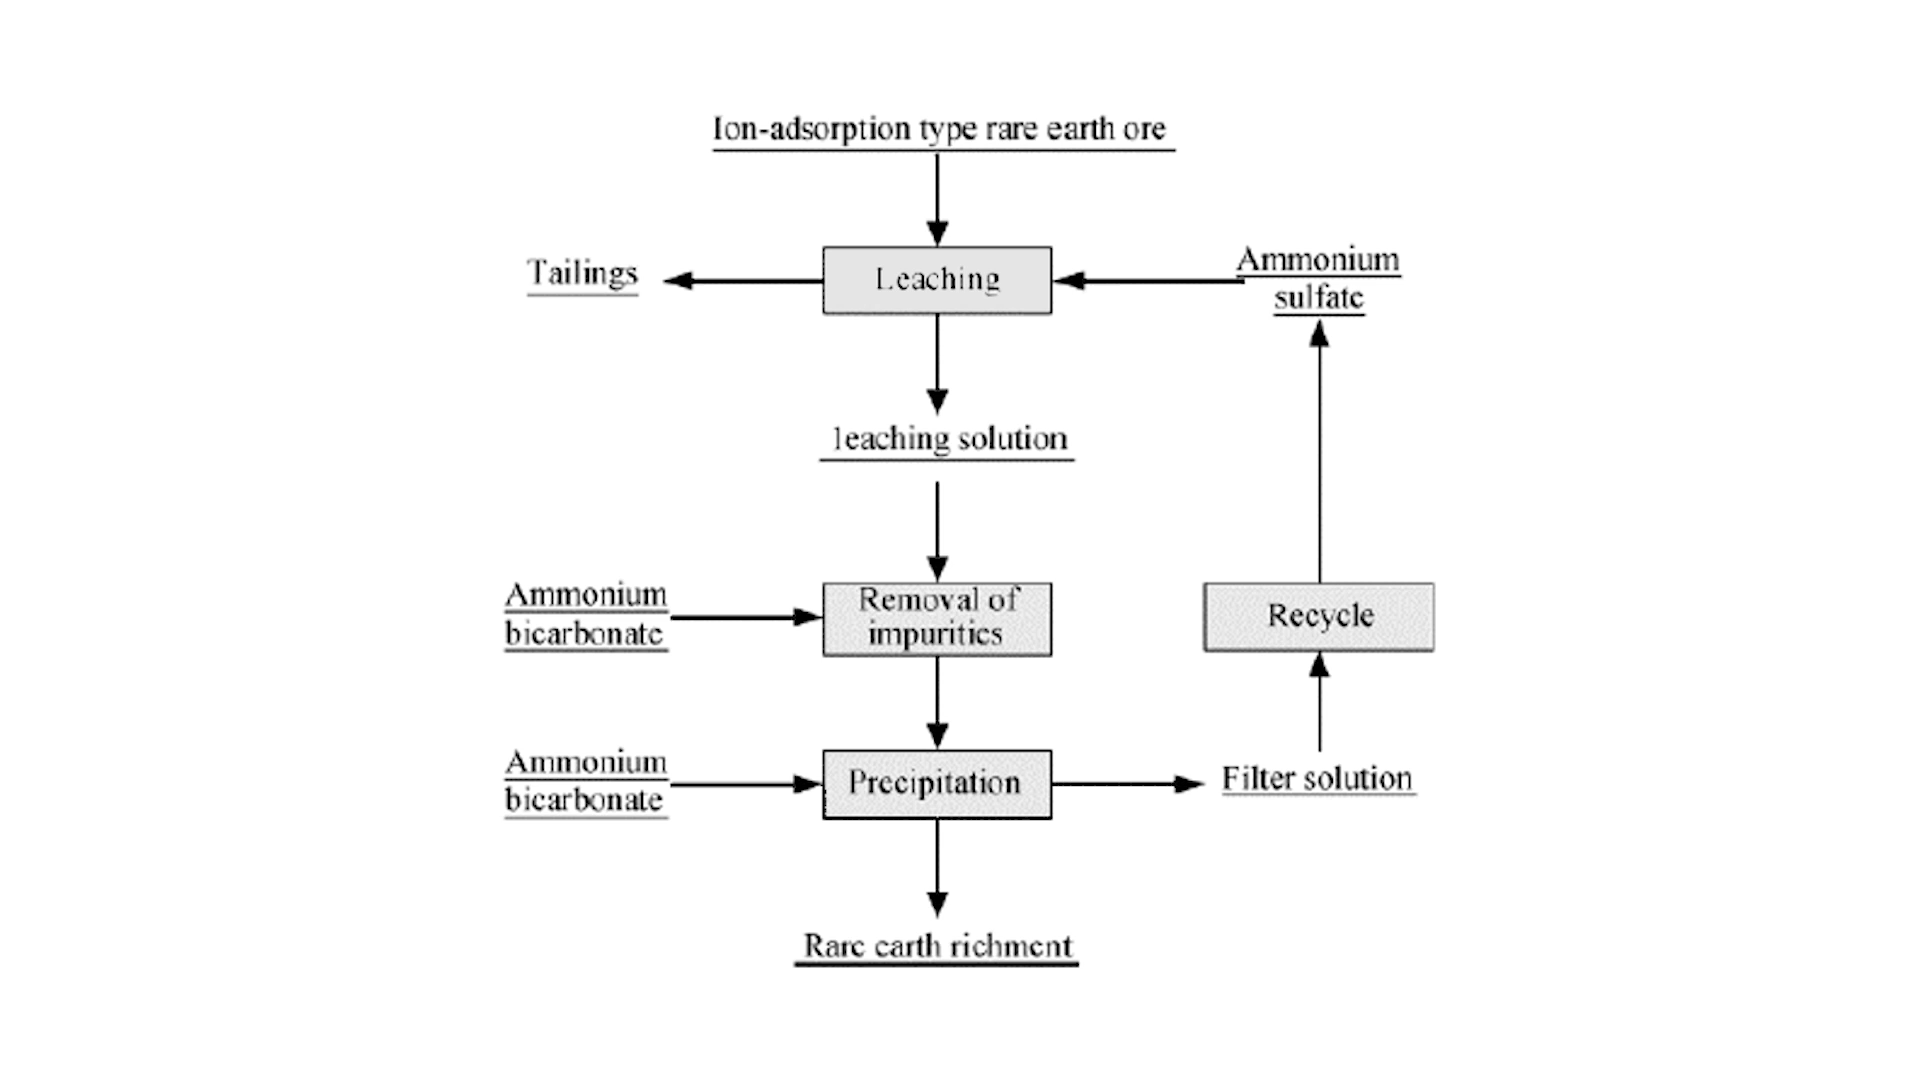 Ion-adsorption type rare earth ore
Tailings
Leaching
Ammonium
sulfate
leaching solution
Ammonium
bicarbonate
Removal of
impurities
Recycle
Ammonium
bicarbonate
Precipitation
Filter solution
Rare earth richment